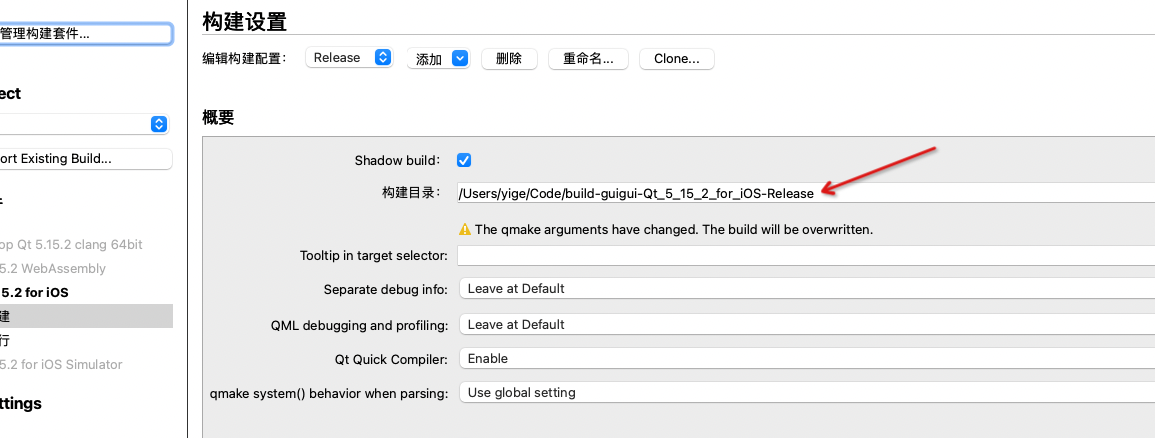 管理构建套件...
ect
ort Existing Build...
op Qt 5.15.2 clang 64bit
5.2 WebAssembly
5.2 for iOS
建
行
5.2 for iOS Simulator
ttings
构建设置
编辑构建配置： Release 添加 删除 重命名... Clone...
概要
Shadow build:
构建目录： /Users/yige/Code/build-guigui-Qt_5_15_2_for_iOS-Release
The qmake arguments have changed. The build will be overwritten.
Tooltip in target selector:
Separate debug info: Leave at Default
QML debugging and profiling: Leave at Default
Qt Quick Compiler: Enable
qmake system() behavior when parsing: Use global setting